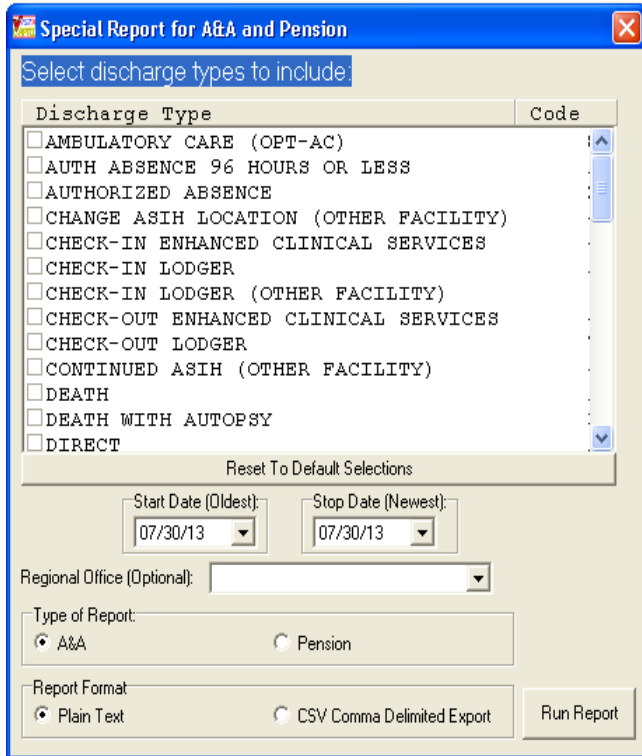 Special Report for A&A and Pension
Select discharge types to include:
Discharge Type Code
AMBULATORY CARE (OPT-AC)
AUTH ABSENCE 96 HOURS OR LESS
AUTHORIZED ABSENCE
CHANGE ASIH LOCATION (OTHER FACILITY)
CHECK-IN ENHANCED CLINICAL SERVICES
CHECK-IN LODGER
CHECK-IN LODGER (OTHER FACILITY)
CHECK-OUT ENHANCED CLINICAL SERVICES
CHECK-OUT LODGER
CONTINUED ASIH (OTHER FACILITY)
DEATH
DEATH WITH AUTOPSY
DIRECT
Reset To Default Selections
Start Date (Oldest): Stop Date (Newest):
07/30/13 07/30/13
Regional Office (Optional):
Type of Report:
A&A Pension
Report Format
Plain Text CSV Comma Delimited Export Run Report